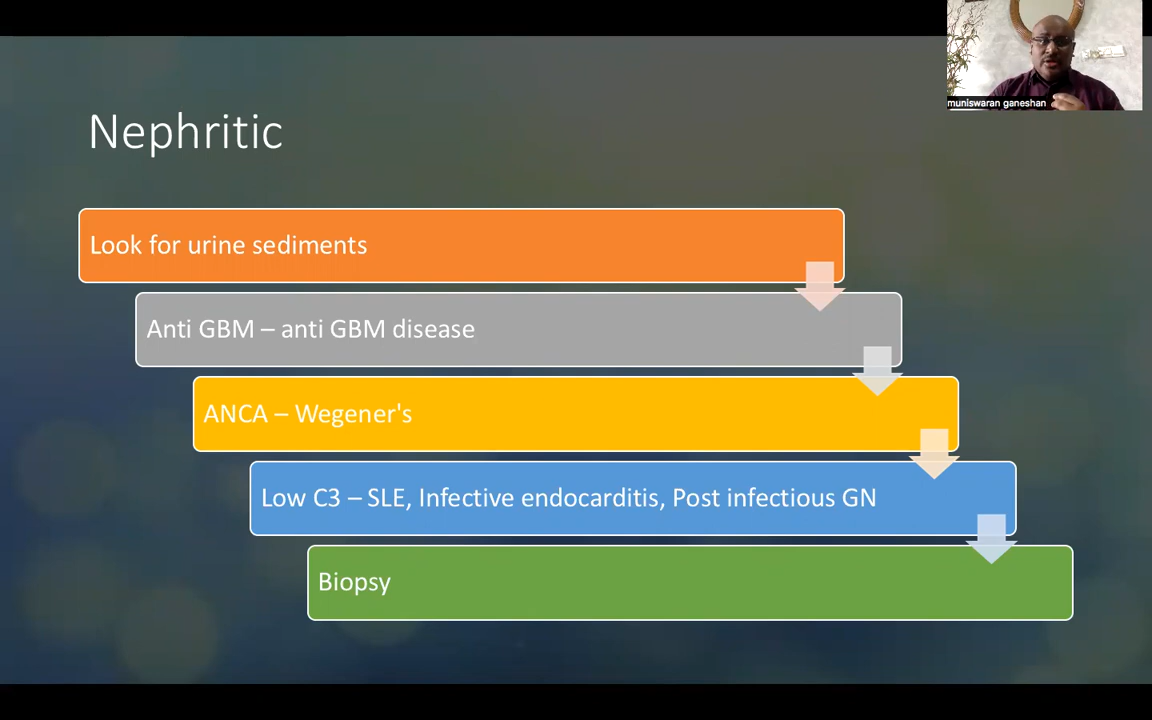 muniswaran ganeshan
Nephritic
Look for urine sediments
Anti GBM – anti GBM disease
ANCA – Wegener's
Low C3 – SLE, Infective endocarditis, Post infectious GN
Biopsy